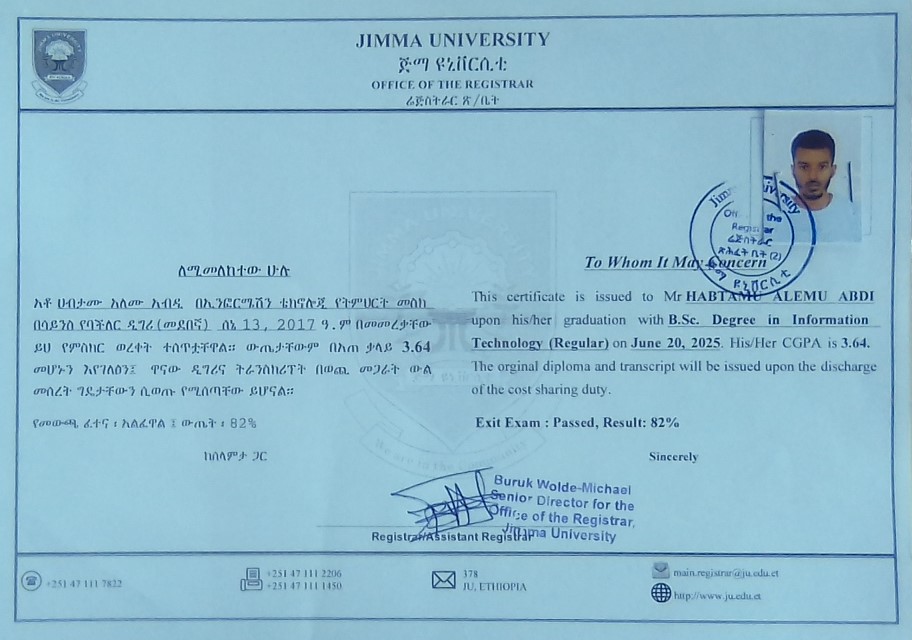 JIMMA UNIVERSITY
ጅማ ዩኒቨርሲቲ
OFFICE OF THE REGISTRAR
ሬጅስትራር ጽ/ቤት
ለሚመለከተው ሁሉ
አቶ ሀብታሙ አለሙ አብዲ በኢንፎርሜሽን ቴክኖሎጂ የትምህርት መስክ
በሳይንስ የባችለር ዲግሪ (መደበኛ) ሰኔ 13, 2017 ዓ.ም በመመረቃቸው
ይህ የምስክር ወረቀት ተሰጥቷቸዋል። ውጤታቸውም በአጠ ቃላይ 3.64
መሆኑን እየገለፅን፤ ዋናው ዲግሪና ትራንስክሪፕት በወጪ መጋራት ውል
መሰረት ግዴታቸውን ሲወጡ የሚሰጣቸው ይሆናል።
የመውጫ ፈተና ፡ አልፈዋል ፤ ውጤት ፡ 82%
ከሰላምታ ጋር
To Whom It May Concern
This certificate is issued to Mr HABTAMU ALEMU ABDI
upon his/her graduation with B.Sc. Degree in Information
Technology (Regular) on June 20, 2025. His/Her CGPA is 3.64.
The orginal diploma and transcript will be issued upon the discharge
of the cost sharing duty.
Exit Exam : Passed, Result: 82%
Sincerely
Jimma University
Office of the
Registrar
ሬጅስትራር
ጽሕፈት ቤት (2)
ጅማ ዩኒቨርሲቲ
Buruk Wolde-Michael
Senior Director for the
Office of the Registrar,
Jimma University
Registrar/Assistant Registrar
+251 47 111 7822
+251 47 111 2206
+251 47 111 1450
378
JU, ETHIOPIA
main.registrar@ju.edu.et
http://www.ju.edu.et